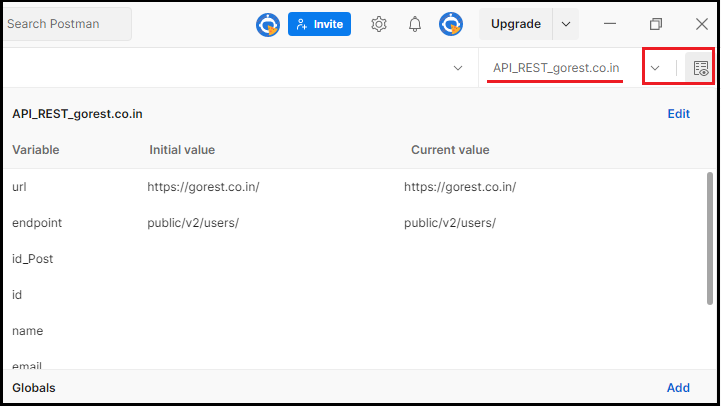 Search Postman Invite Upgrade
API_REST_gorest.co.in
API_REST_gorest.co.in Edit
Variable Initial value Current value
url https://gorest.co.in/ https://gorest.co.in/
endpoint public/v2/users/ public/v2/users/
id_Post
id
name
email
Globals Add